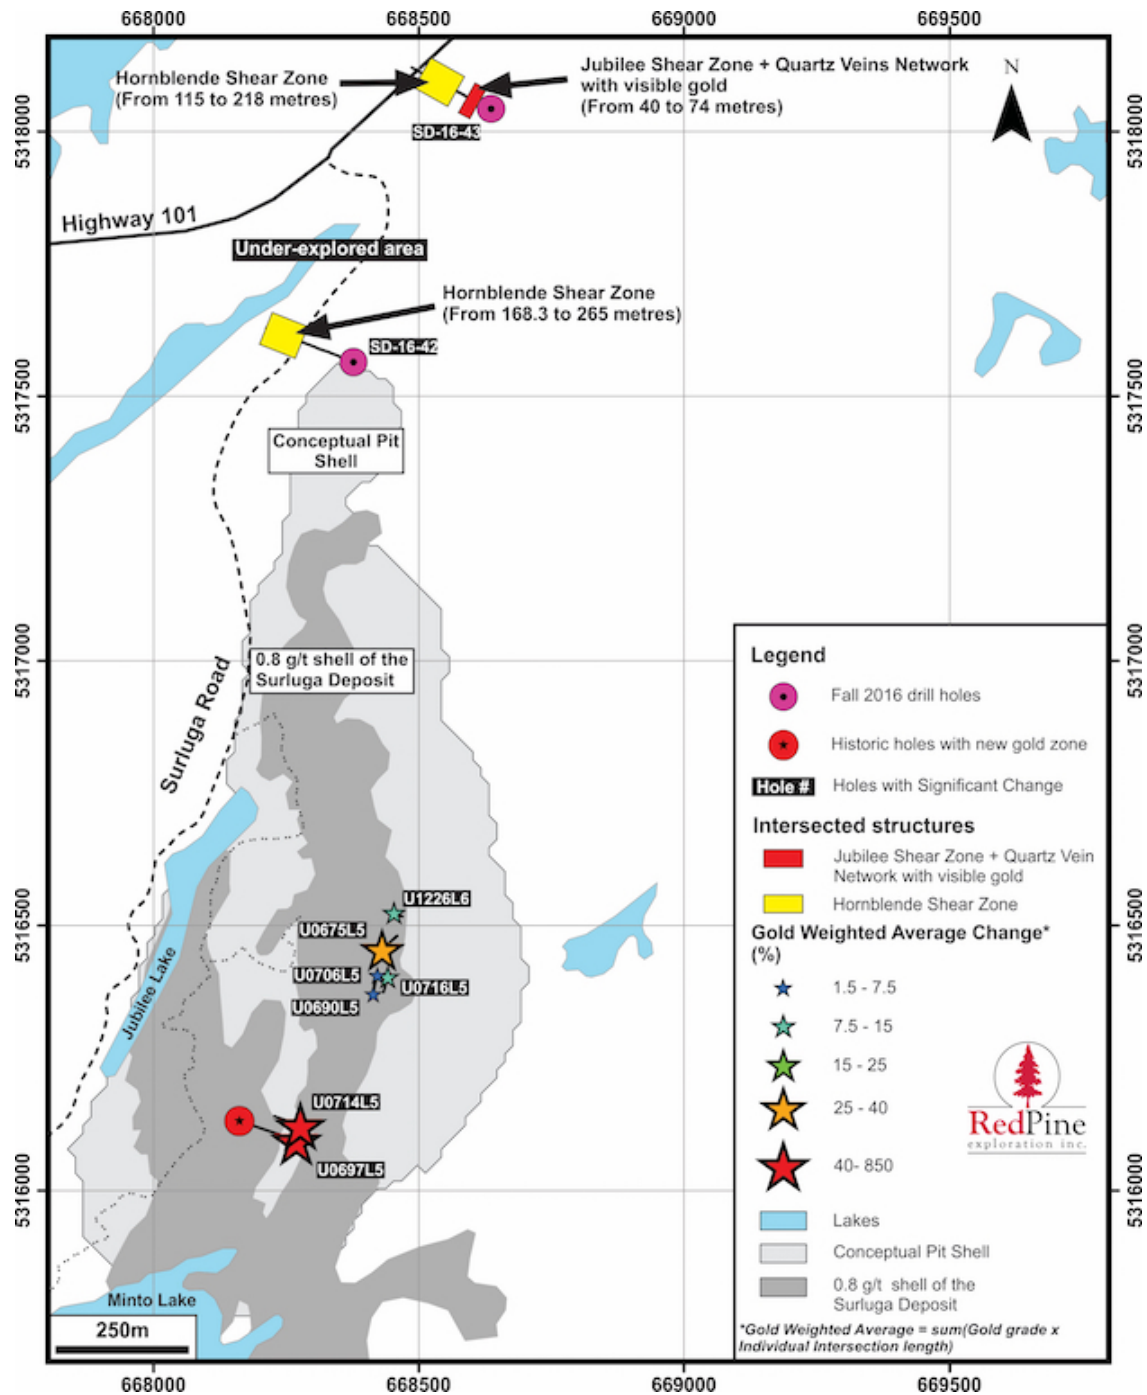 668000
668500
669000
669500
Hornblende Shear Zone
(From 115 to 218 metres)
Jubilee Shear Zone + Quartz Veins Network
with visible gold
(From 40 to 74 metres)
N
SD-16-43
5318000
5318000
Highway 101
Under-explored area
Hornblende Shear Zone
(From 168.3 to 265 metres)
SD-16-42
5317500
5317500
Conceptual Pit
Shell
5317000
5317000
0.8 g/t shell of the
Surluga Deposit
Surluga Road
U1226L6
U0675L5
5316500
5316500
U0706L5
U0716L5
U0690L5
Jubilee Lake
U0714L5
U0697L5
5316000
5316000
Minto Lake
250m
Legend
Fall 2016 drill holes
Historic holes with new gold zone
Hole #
Holes with Significant Change
Intersected structures
Jubilee Shear Zone + Quartz Vein
Network with visible gold
Hornblende Shear Zone
Gold Weighted Average Change*
(%)
1.5 - 7.5
7.5 - 15
15 - 25
25 - 40
40- 850
RedPine
exploration inc.
Lakes
Conceptual Pit Shell
0.8 g/t shell of the
Surluga Deposit
*Gold Weighted Average = sum(Gold grade x
Individual Intersection length)
668000
668500
669000
669500